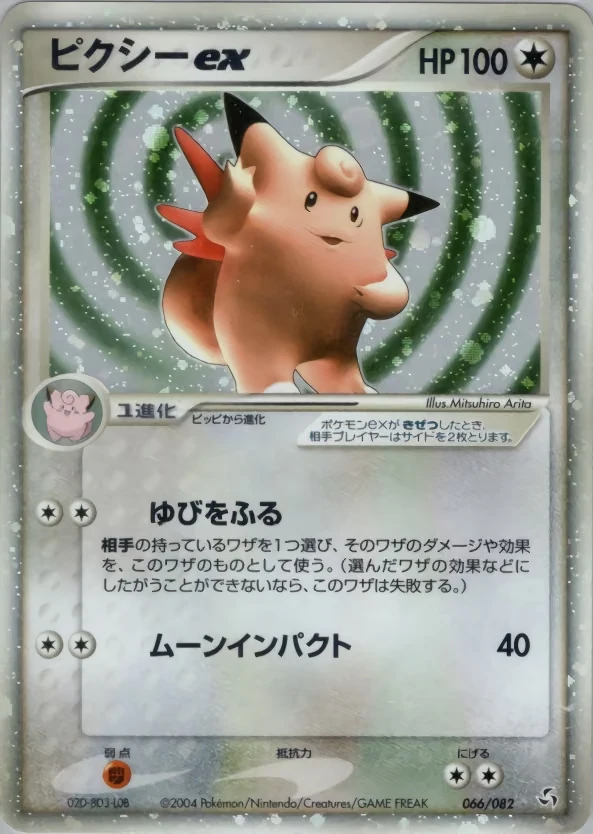 ピクシーex HP100
Illus. Mitsuhiro Arita
1進化 ピッピから進化
ポケモンexが きぜつしたとき、
相手プレイヤーはサイドを2枚とります。
ゆびをふる
相手の持っているワザを1つ選び、そのワザのダメージや効果
を、このワザのものとして使う。（選んだワザの効果などに
したがうことができないなら、このワザは失敗する。）
ムーンインパクト 40
弱点 抵抗力 にげる
020-BD3-L0B ©2004 Pokémon/Nintendo/Creatures/GAME FREAK 066/082